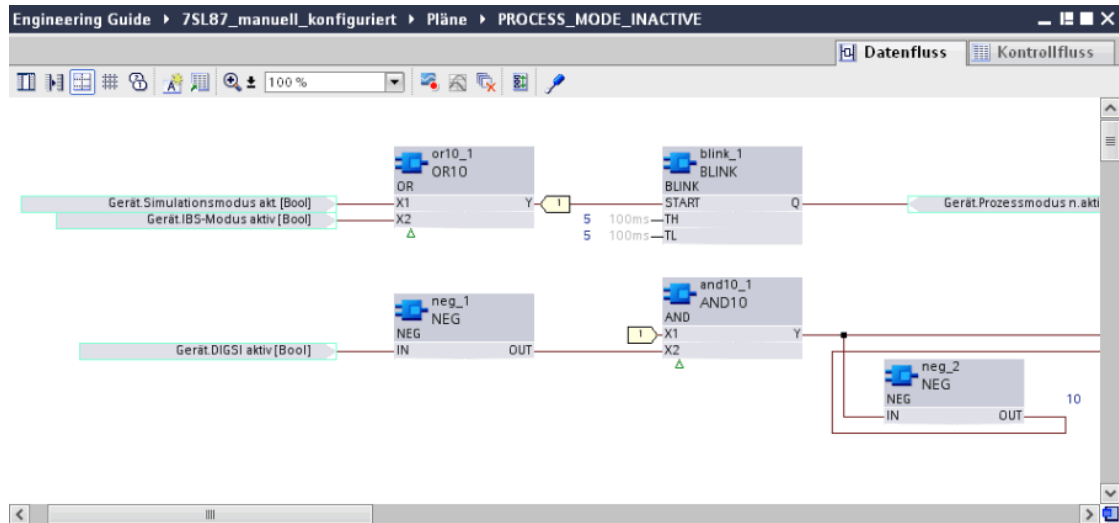 Engineering Guide ▸ 7SL87_manuell_konfiguriert ▸ Pläne ▸ PROCESS_MODE_INACTIVE
Datenfluss
Kontrollfluss
100 %
or10_1
OR10
OR
Gerät.Simulationsmodus akt [Bool]
X1
Y
1
Gerät.IBS-Modus aktiv [Bool]
X2
blink_1
BLINK
BLINK
START
Q
Gerät.Prozessmodus n.akti
5 100ms TH
5 100ms TL
neg_1
NEG
NEG
Gerät.DIGSI aktiv [Bool]
IN
OUT
and10_1
AND10
AND
1
X1
Y
X2
neg_2
NEG
NEG
IN
OUT
10